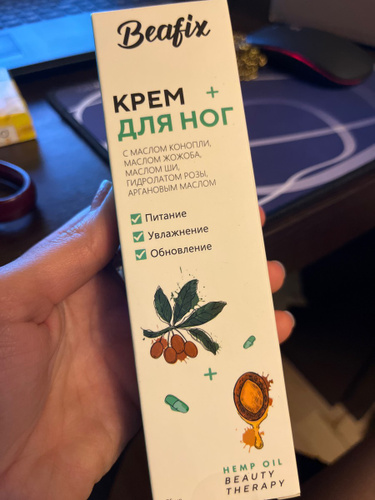 Beafix
КРЕМ +
ДЛЯ НОГ
С МАСЛОМ КОНОПЛИ,
МАСЛОМ ЖОЖОБА,
МАСЛОМ ШИ,
ГИДРОЛАТОМ РОЗЫ,
АРГАНОВЫМ МАСЛОМ
Питание
Увлажнение
Обновление
+
HEMP OIL
BEAUTY
THERAPY